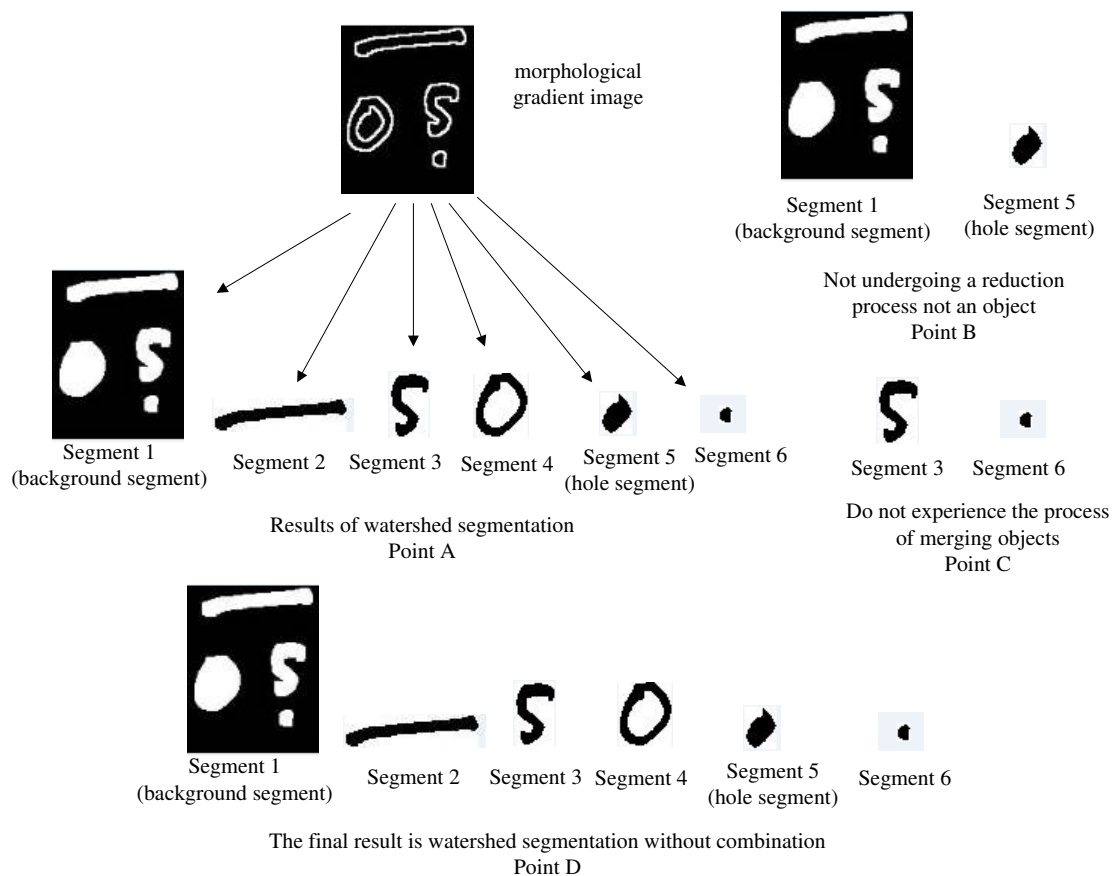 morphological
gradient image
Segment 1
(background segment)
Segment 5
(hole segment)
Not undergoing a reduction
process not an object
Point B
Segment 1
(background segment)
Segment 2
Segment 3
Segment 4
Segment 5
(hole segment)
Segment 6
Results of watershed segmentation
Point A
Segment 3
Segment 6
Do not experience the process
of merging objects
Point C
Segment 1
(background segment)
Segment 2
Segment 3
Segment 4
Segment 5
(hole segment)
Segment 6
The final result is watershed segmentation without combination
Point D